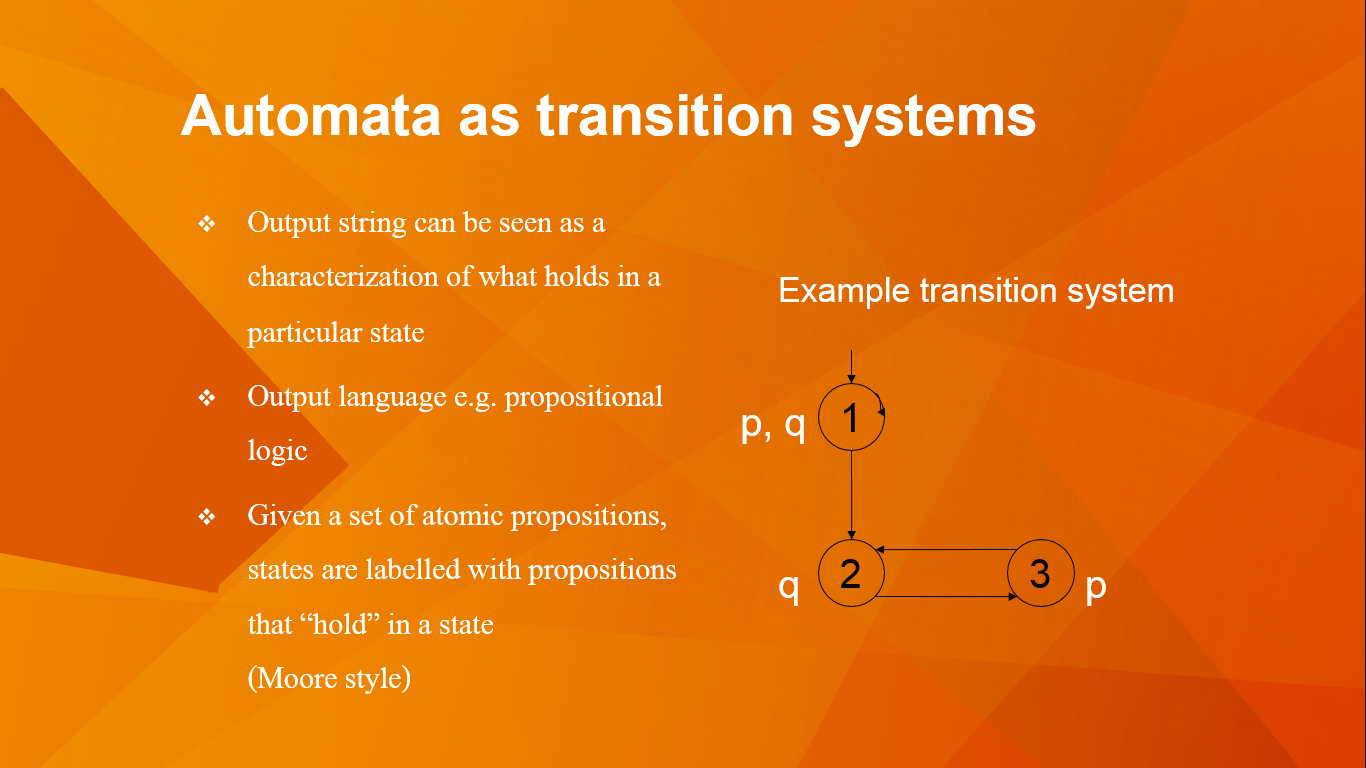 Automata as transition systems
Output string can be seen as a
characterization of what holds in a
particular state
Output language e.g. propositional
logic
Given a set of atomic propositions,
states are labelled with propositions
that “hold” in a state
(Moore style)
Example transition system
p, q
1
q
2
3
p